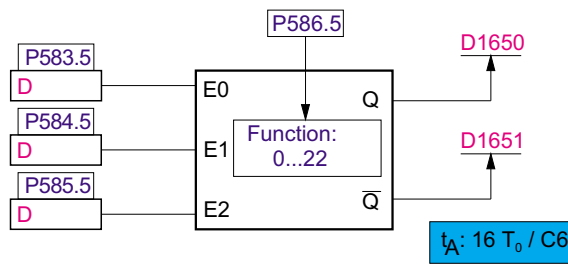 P586.5
P583.5
D
E0
P584.5
D
E1
P585.5
D
E2
Function:
0...22
Q
D1650
Q̅
D1651
t_A: 16 T₀ / C6